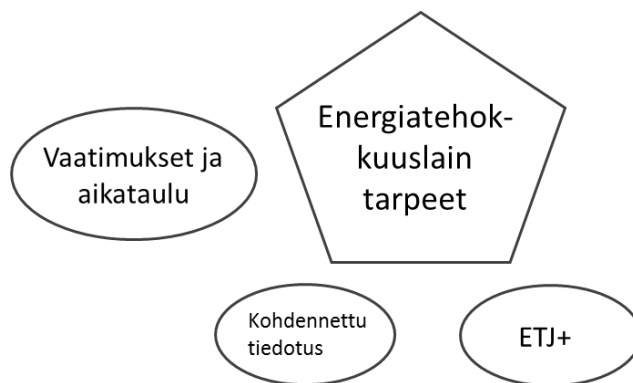 Energiatehok-
kuuslain
tarpeet
Vaatimukset ja
aikataulu
Kohdennettu
tiedotus
ETJ+